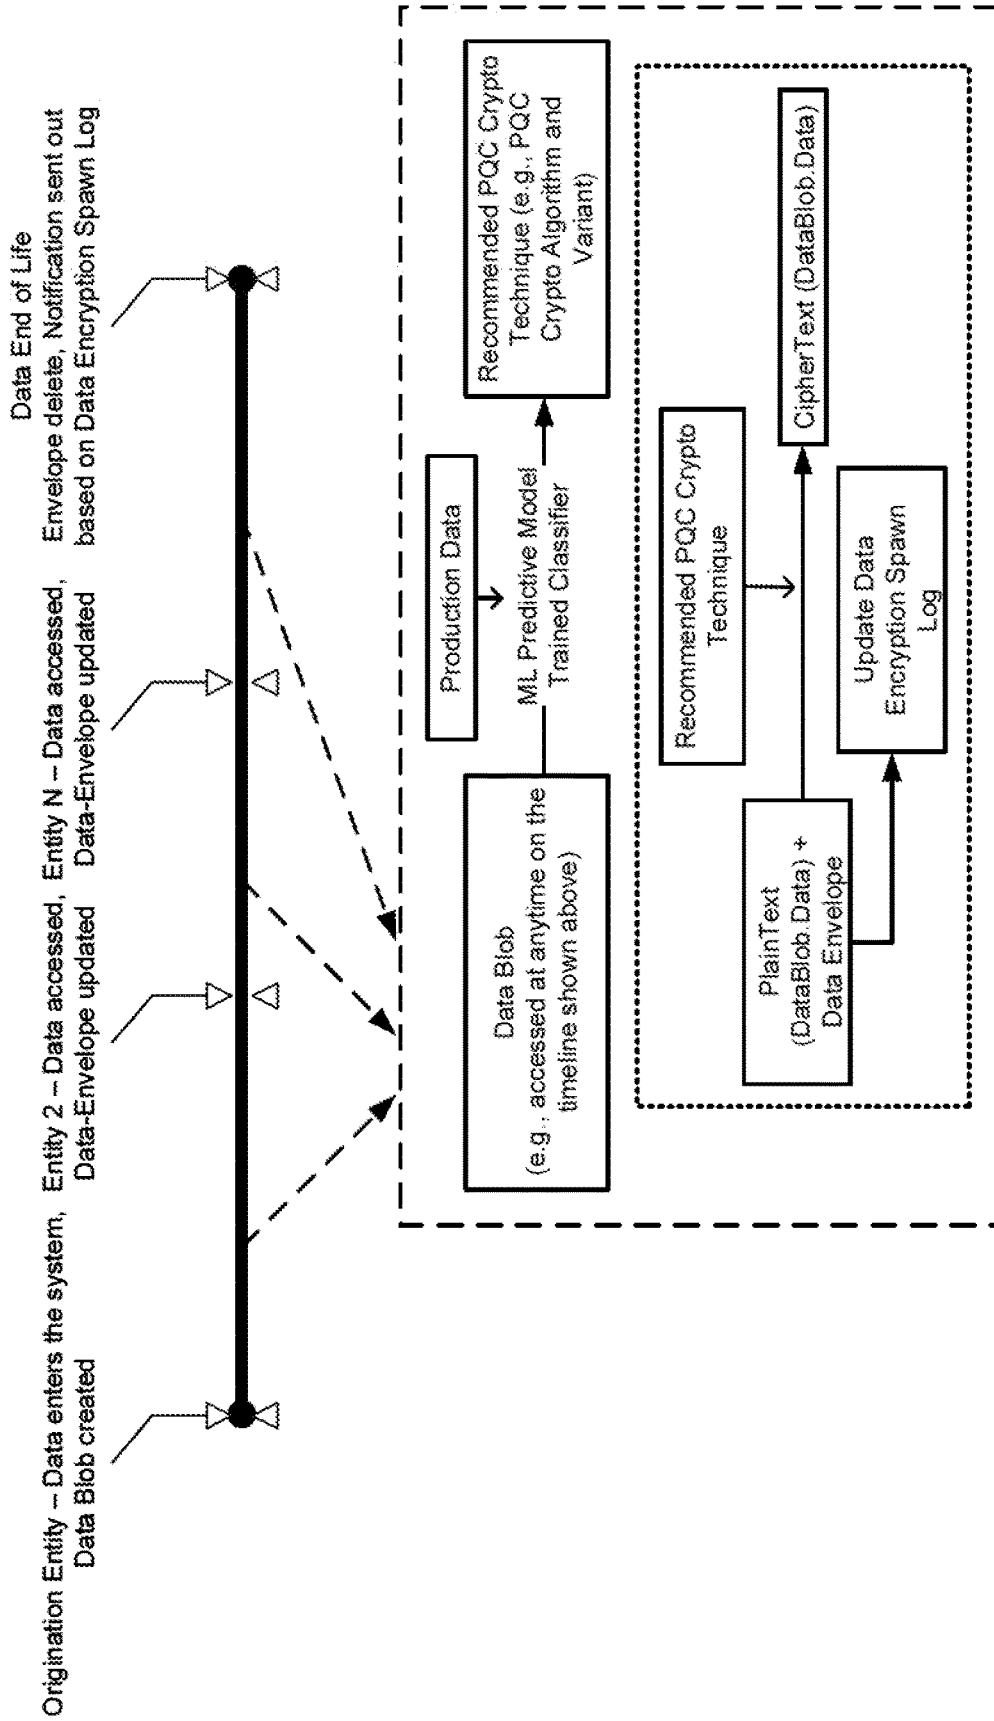 Origination Entity – Data enters the system,
Data Blob created
Entity 2 – Data accessed,
Data-Envelope updated
Entity N – Data accessed,
Data-Envelope updated
Data End of Life
Envelope delete, Notification sent out
based on Data Encryption Spawn Log
Production Data
Data Blob
(e.g., accessed at anytime on the
timeline shown above)
ML Predictive Model
Trained Classifier
Recommended PQC Crypto
Technique (e.g., PQC
Crypto Algorithm and
Variant)
Recommended PQC Crypto
Technique
PlainText
(DataBlob.Data) +
Data Envelope
CipherText (DataBlob.Data)
Update Data
Encryption Spawn
Log